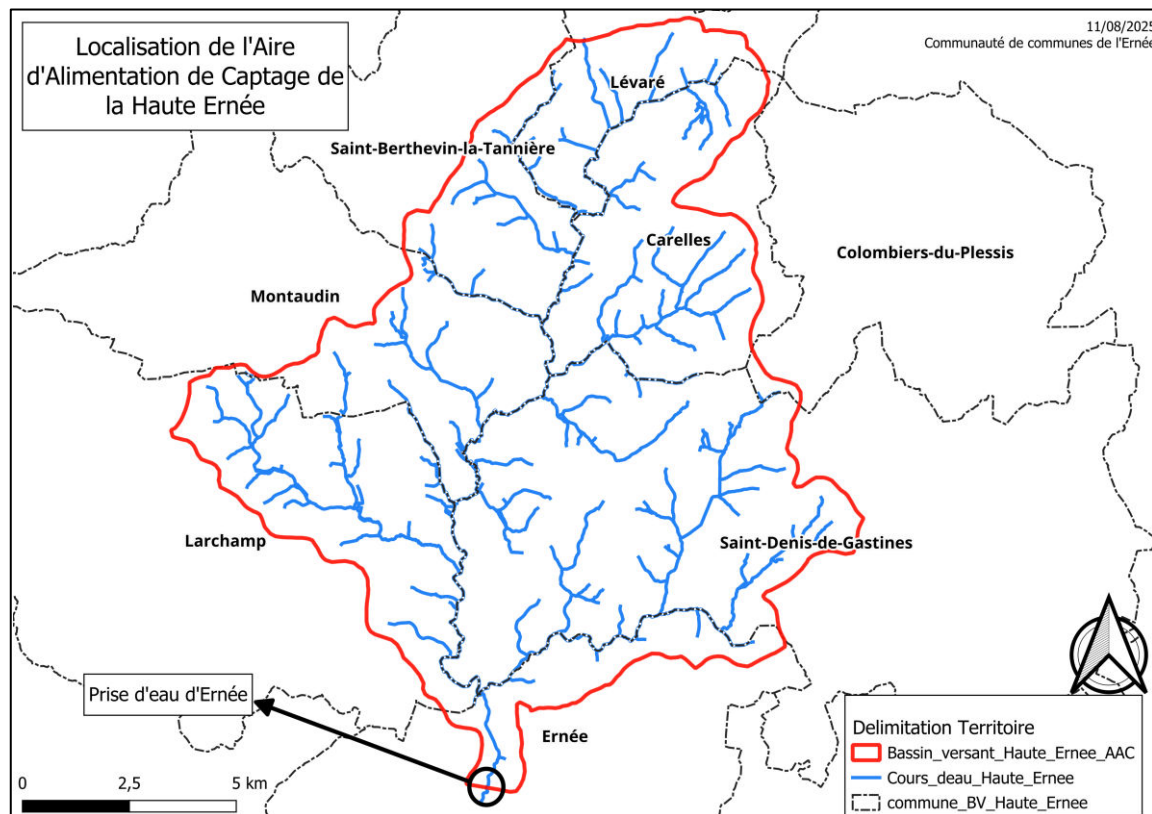 Localisation de l'Aire
d'Alimentation de Captage de
la Haute Ernée
11/08/2025
Communauté de communes de l'Ernée
Lévaré
Saint-Berthevin-la-Tannière
Carelles
Colombiers-du-Plessis
Montaudin
Larchamp
Saint-Denis-de-Gastines
Prise d'eau d'Ernée
Ernée
0 2,5 5 km
Delimitation Territoire
Bassin_versant_Haute_Ernee_AAC
Cours_deau_Haute_Ernee
commune_BV_Haute_Ernee